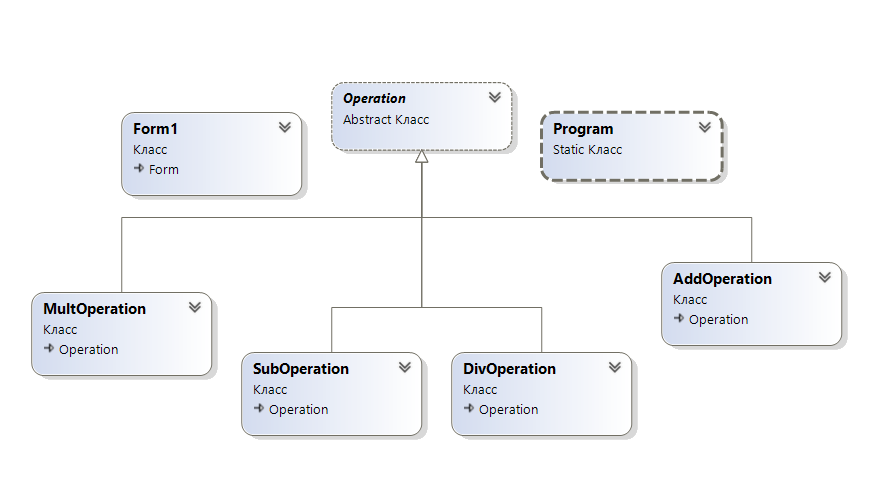 Operation
Abstract Класс
Form1
Класс
Form
Program
Static Класс
MultOperation
Класс
Operation
AddOperation
Класс
Operation
SubOperation
Класс
Operation
DivOperation
Класс
Operation